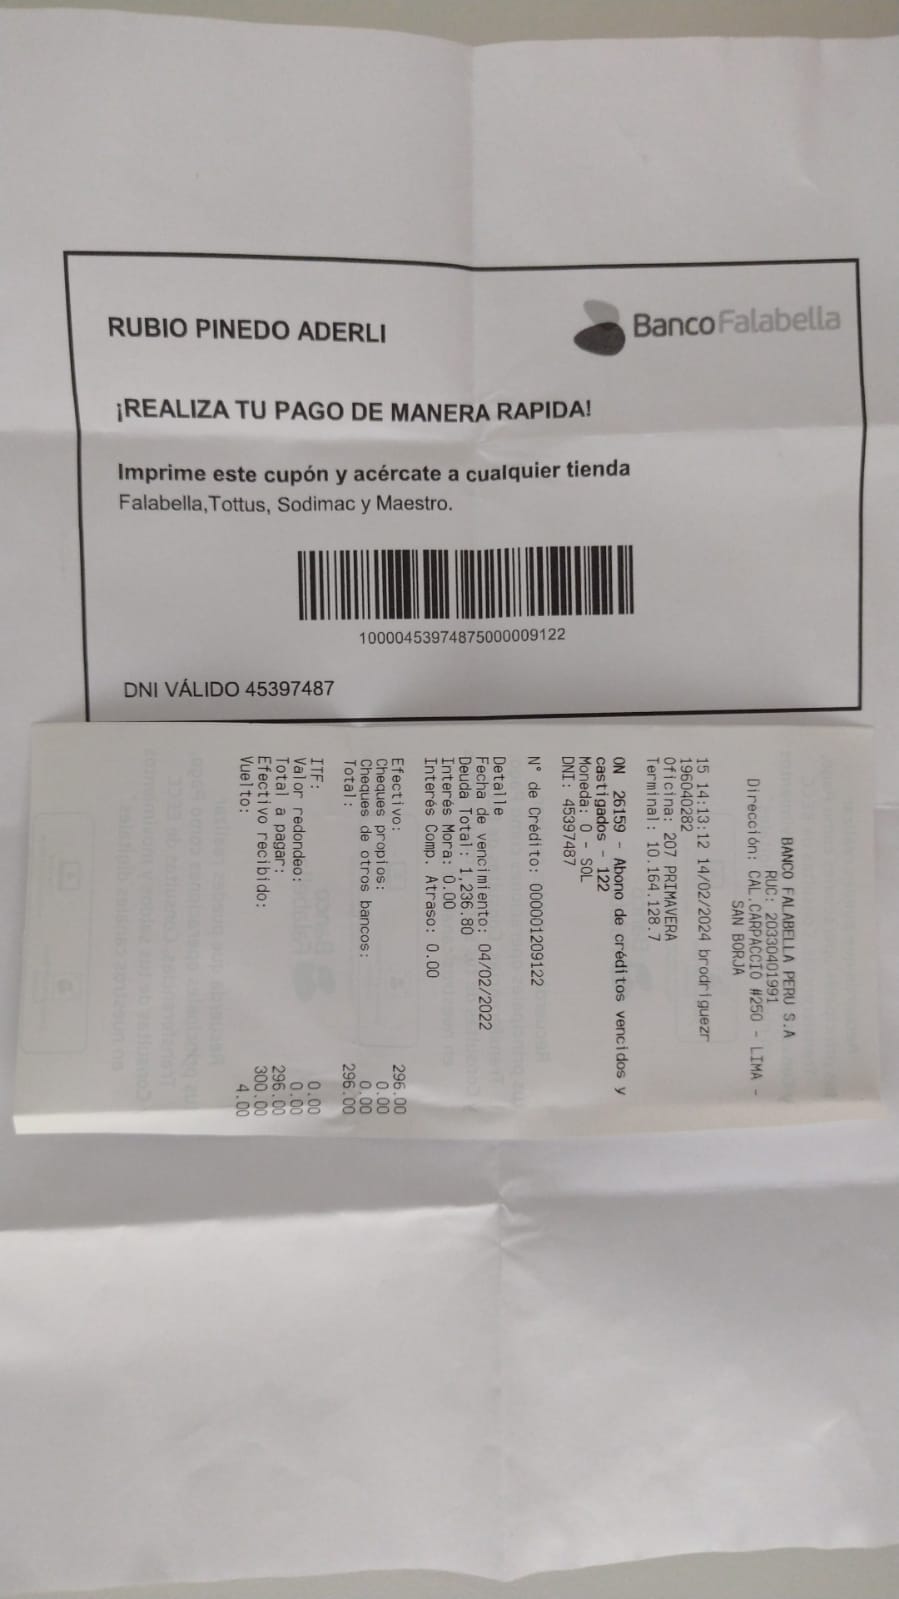 RUBIO PINEDO ADERLI
Banco Falabella
¡REALIZA TU PAGO DE MANERA RAPIDA!
Imprime este cupón y acércate a cualquier tienda
Falabella,Tottus, Sodimac y Maestro.
10000453974875000009122
DNI VÁLIDO 45397487
BANCO FALABELLA PERU S.A
RUC: 20330401991
Dirección: CAL.CARPACCIO #250 - LIMA -
SAN BORJA
15 14:13:12 14/02/2024 brodriguezr
196040282
Oficina: 207 PRIMAVERA
Terminal: 10.164.128.7
ON 26159 - Abono de créditos vencidos y
castigados - 122
Moneda: 0 - SOL
DNI: 45397487
N° de Crédito: 000001209122
Detalle
Fecha de vencimiento: 04/02/2022
Deuda Total: 1,236.80
Interés Mora: 0.00
Interés Comp. Atraso: 0.00
Efectivo: 296.00
Cheques propios: 0.00
Cheques de otros bancos: 0.00
Total: 296.00
ITF: 0.00
Valor redondeo: 0.00
Total a pagar: 296.00
Efectivo recibido: 300.00
Vuelto: 4.00